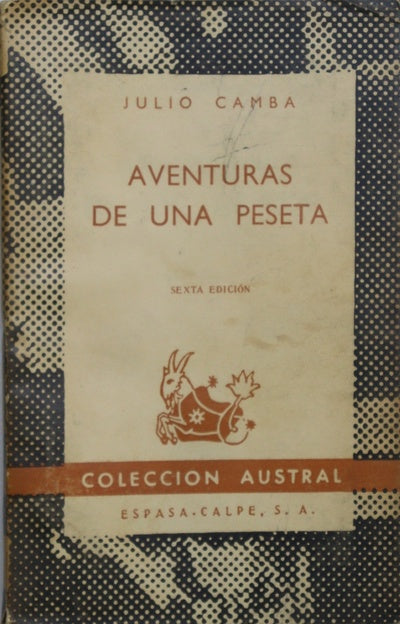 JULIO CAMBA
AVENTURAS
DE UNA PESETA
SEXTA EDICIÓN
COLECCION AUSTRAL
ESPASA-CALPE, S. A.